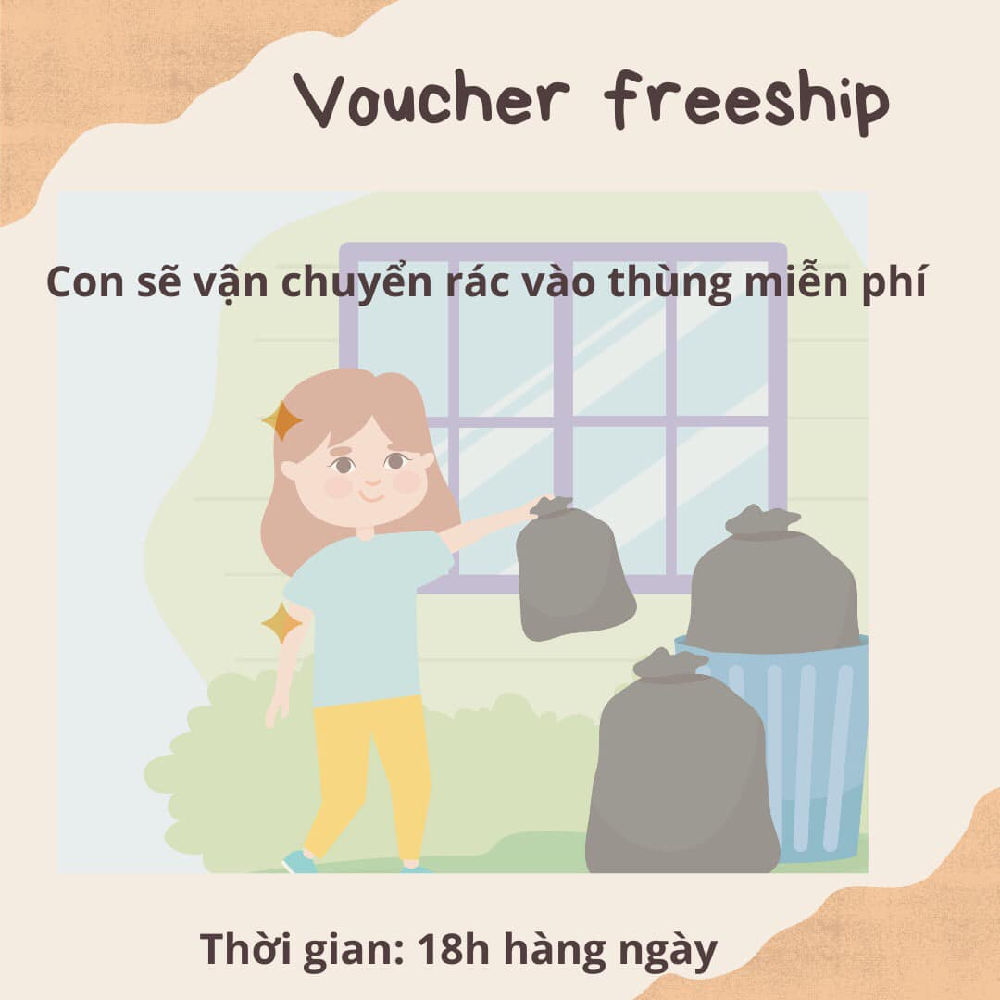 Voucher freeship
Con sẽ vận chuyển rác vào thùng miễn phí
Thời gian: 18h hàng ngày